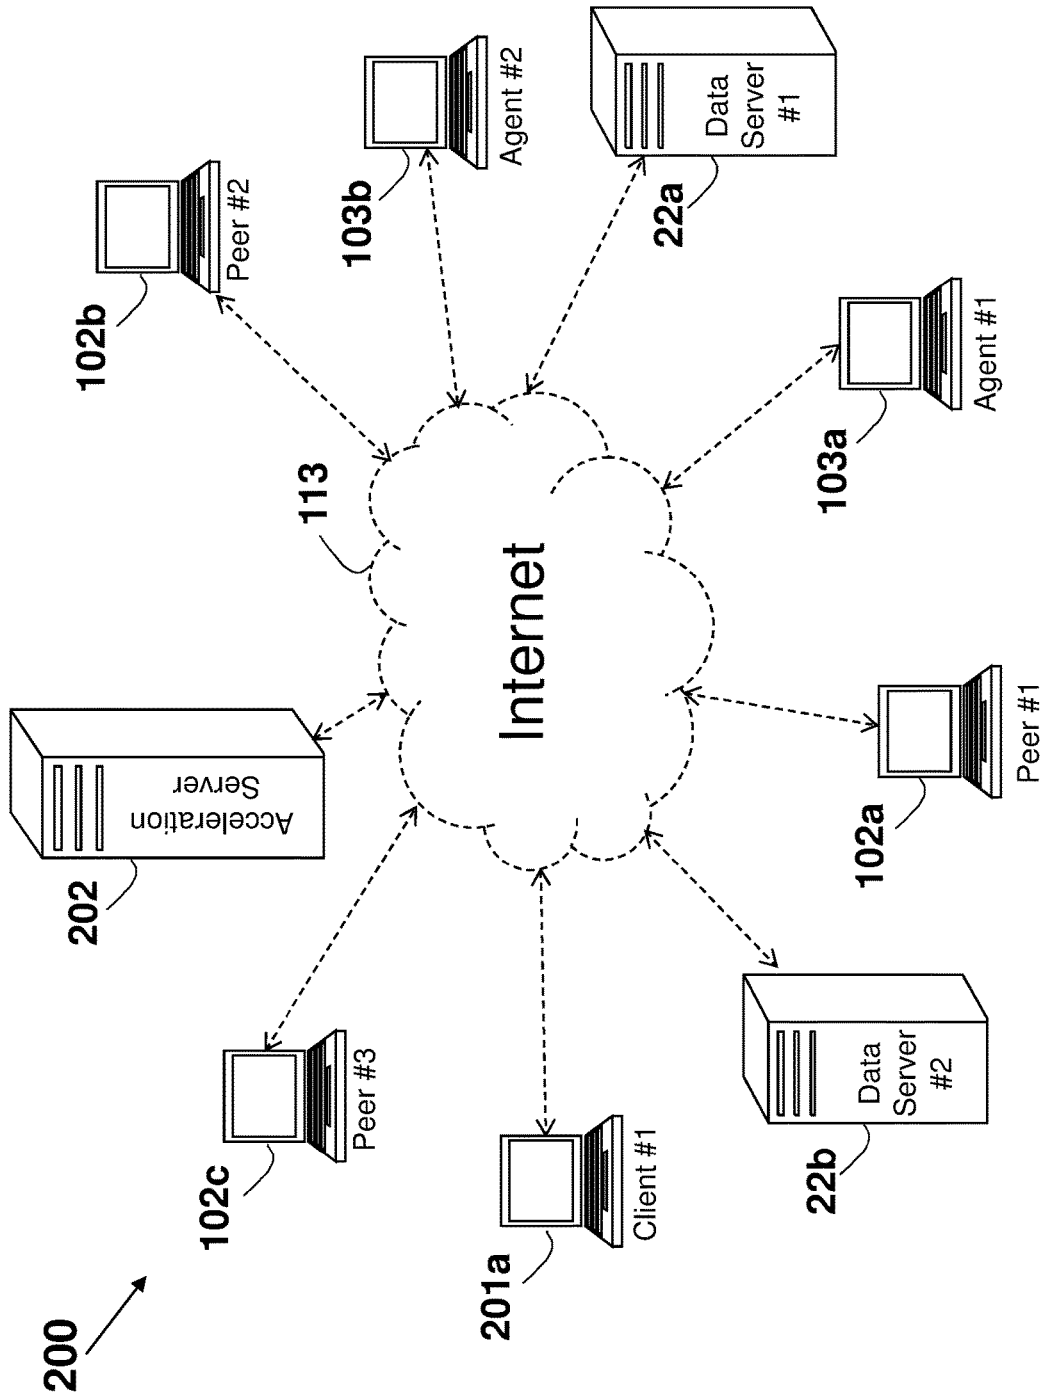 200
202
Acceleration
Server
102c
Peer #3
201a
Client #1
22b
Data
Server
#2
102a
Peer #1
113
Internet
102b
Peer #2
103b
Agent #2
22a
Data
Server
#1
103a
Agent #1